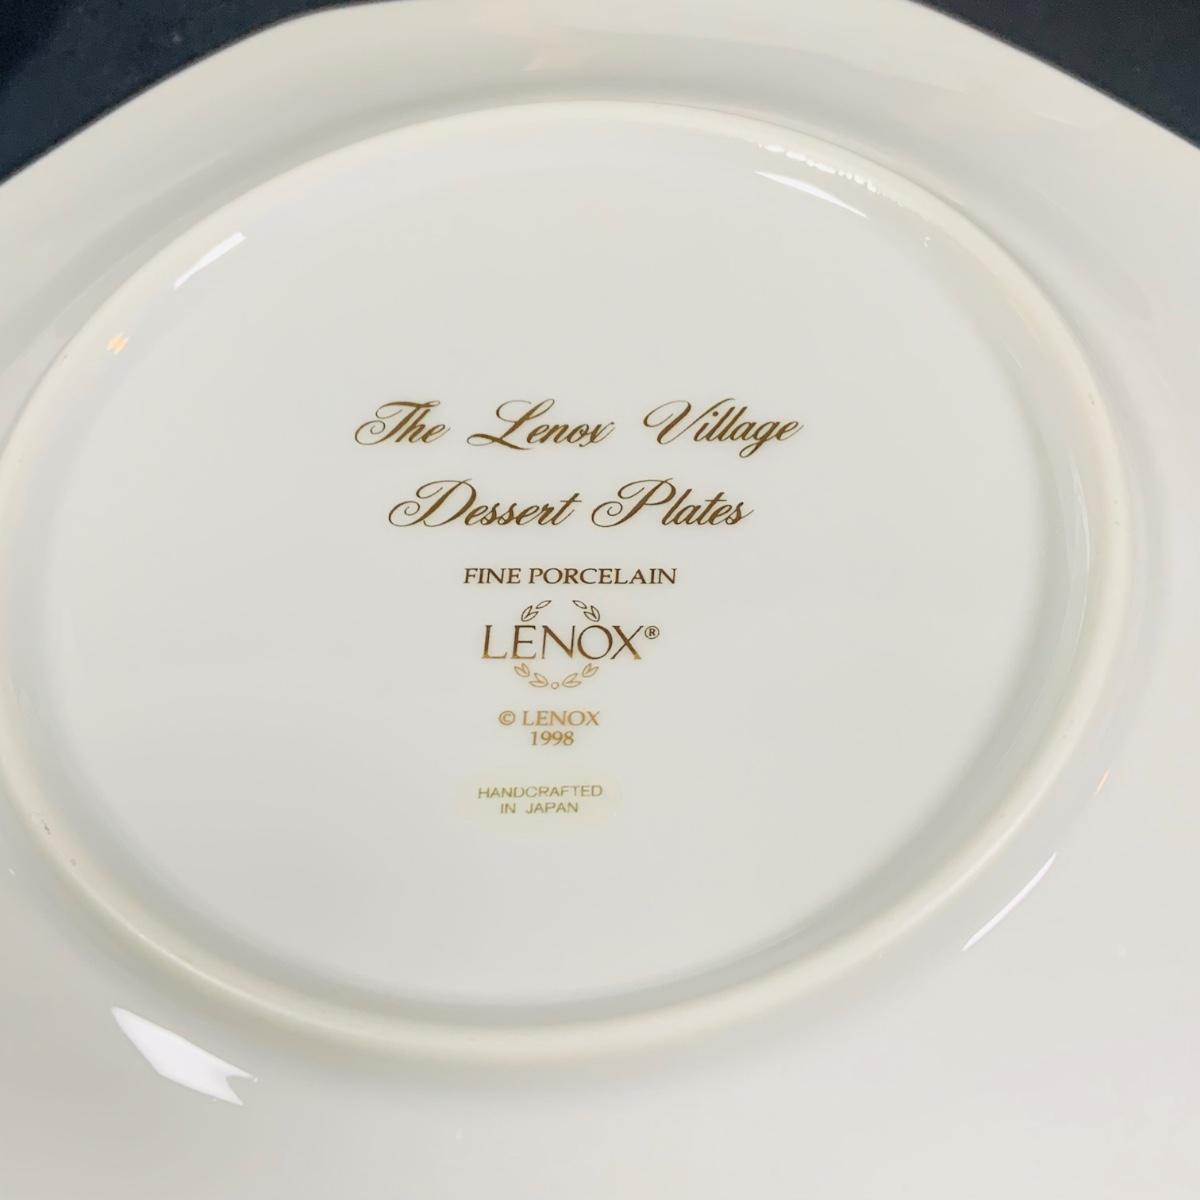 The Lenox Village
Dessert Plates
FINE PORCELAIN
LENOX®
© LENOX
1998
HANDCRAFTED
IN JAPAN